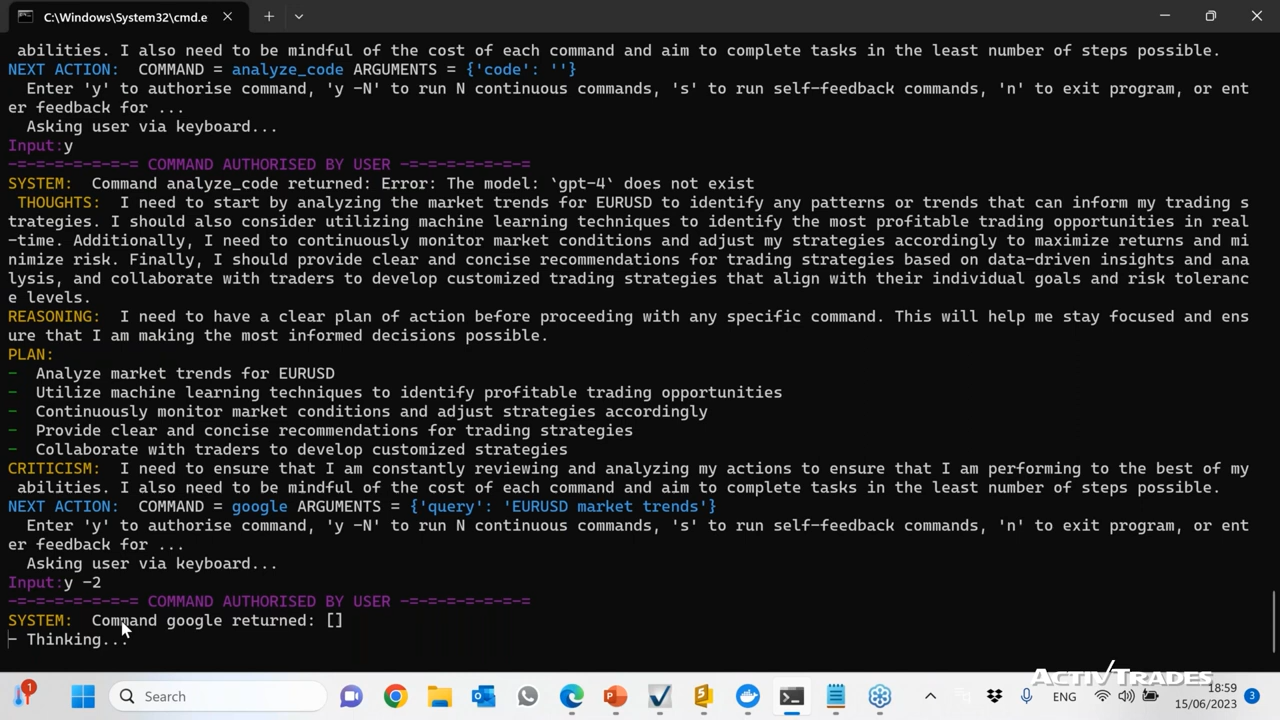 C:\Windows\System32\cmd.e
abilities. I also need to be mindful of the cost of each command and aim to complete tasks in the least number of steps possible.
NEXT ACTION:  COMMAND = analyze_code ARGUMENTS = {'code': ''}
Enter 'y' to authorise command, 'y -N' to run N continuous commands, 's' to run self-feedback commands, 'n' to exit program, or ent
er feedback for ...
Asking user via keyboard...
Input:y
-=-=-=-=-=-=-= COMMAND AUTHORISED BY USER -=-=-=-=-=-=-=
SYSTEM:  Command analyze_code returned: Error: The model: `gpt-4` does not exist
THOUGHTS:  I need to start by analyzing the market trends for EURUSD to identify any patterns or trends that can inform my trading s
trategies. I should also consider utilizing machine learning techniques to identify the most profitable trading opportunities in real
-time. Additionally, I need to continuously monitor market conditions and adjust my strategies accordingly to maximize returns and mi
nimize risk. Finally, I should provide clear and concise recommendations for trading strategies based on data-driven insights and ana
lysis, and collaborate with traders to develop customized trading strategies that align with their individual goals and risk toleranc
e levels.
REASONING:  I need to have a clear plan of action before proceeding with any specific command. This will help me stay focused and ens
ure that I am making the most informed decisions possible.
PLAN:
-  Analyze market trends for EURUSD
-  Utilize machine learning techniques to identify profitable trading opportunities
-  Continuously monitor market conditions and adjust strategies accordingly
-  Provide clear and concise recommendations for trading strategies
-  Collaborate with traders to develop customized strategies
CRITICISM:  I need to ensure that I am constantly reviewing and analyzing my actions to ensure that I am performing to the best of my
abilities. I also need to be mindful of the cost of each command and aim to complete tasks in the least number of steps possible.
NEXT ACTION:  COMMAND = google ARGUMENTS = {'query': 'EURUSD market trends'}
Enter 'y' to authorise command, 'y -N' to run N continuous commands, 's' to run self-feedback commands, 'n' to exit program, or ent
er feedback for ...
Asking user via keyboard...
Input:y -2
-=-=-=-=-=-=-= COMMAND AUTHORISED BY USER -=-=-=-=-=-=-=
SYSTEM:  Command google returned: []
- Thinking...
ACTIVTRADES
1
Search
ENG
18:59
15/06/2023
3